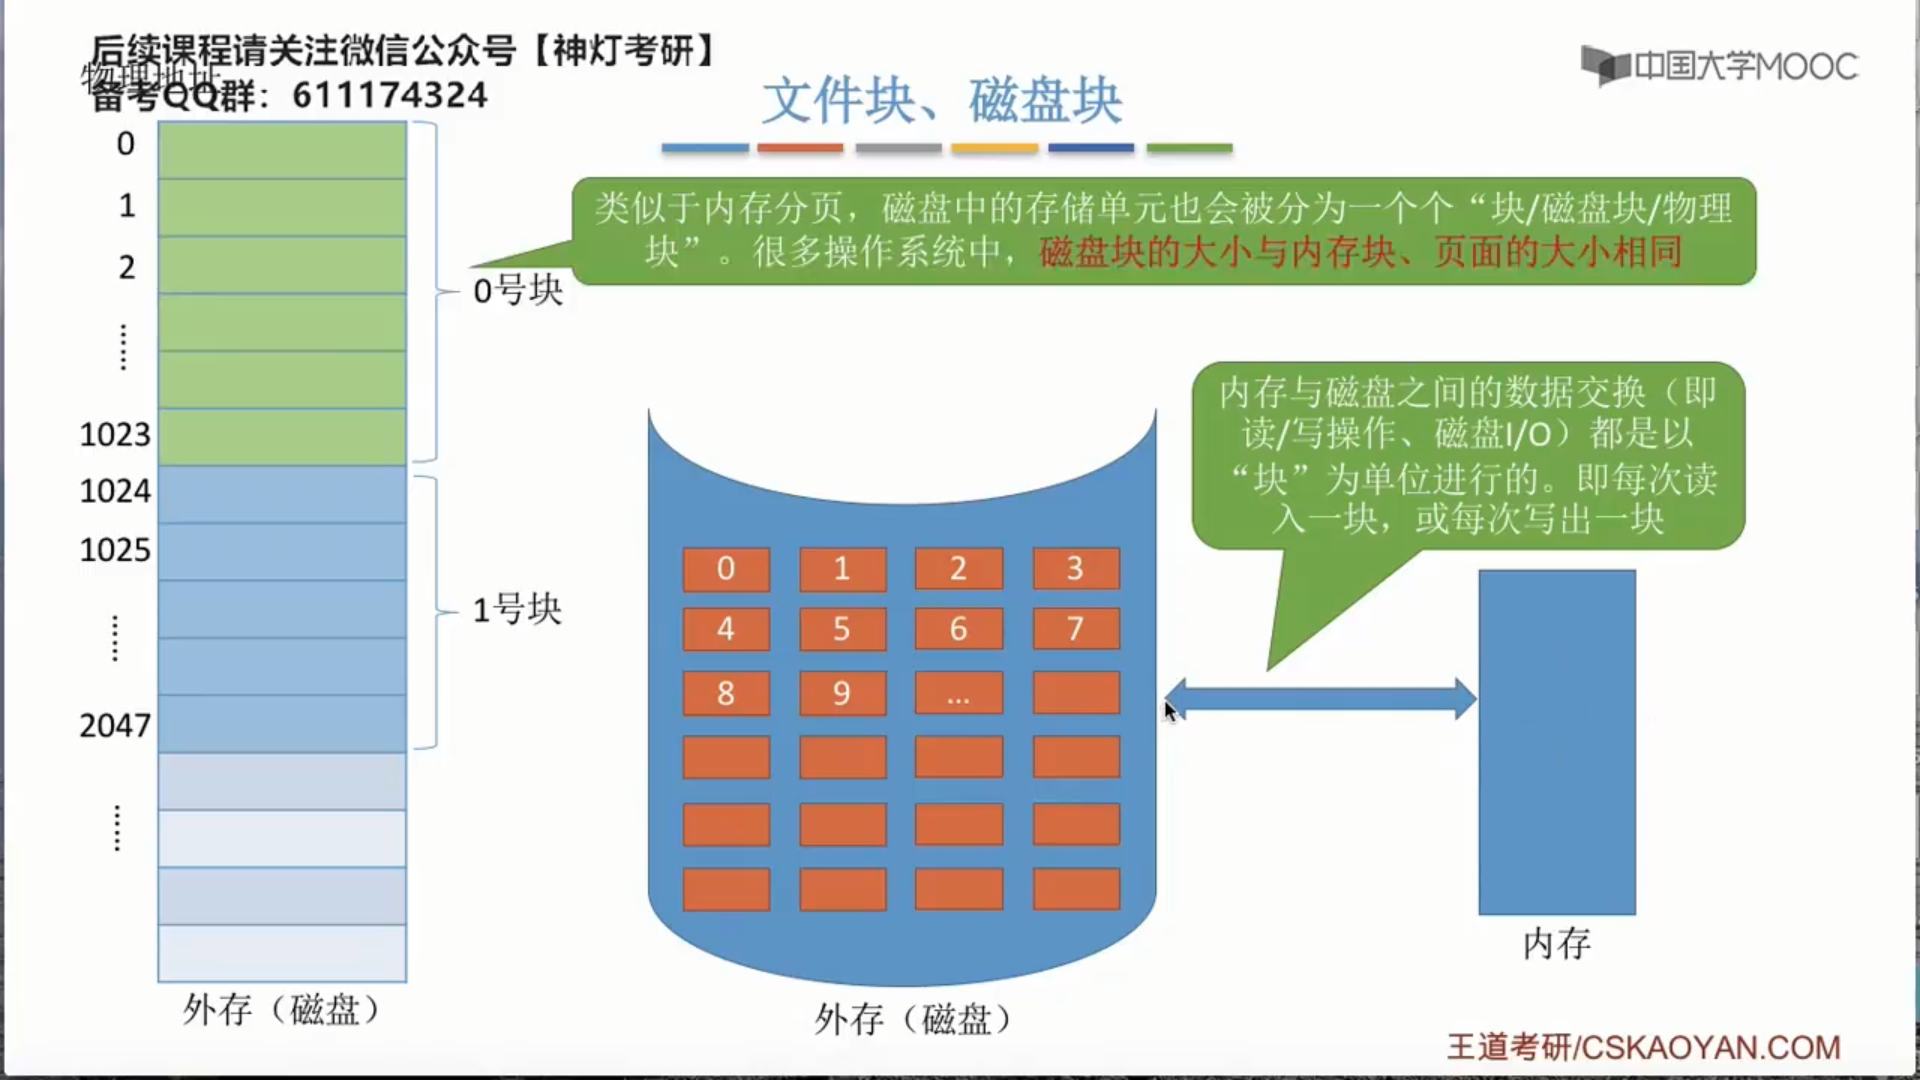 后续课程请关注微信公众号【神灯考研】
物理地址
备考QQ群：611174324
中国大学MOOC
文件块、磁盘块
0
1
2
……
1023
1024
1025
……
2047
……
0号块
1号块
外存（磁盘）
类似于内存分页，磁盘中的存储单元也会被分为一个个“块/磁盘块/物理
块”。很多操作系统中，磁盘块的大小与内存块、页面的大小相同
内存与磁盘之间的数据交换（即
读/写操作、磁盘I/O）都是以
“块”为单位进行的。即每次读
入一块，或每次写出一块
0 1 2 3
4 5 6 7
8 9 ...
外存（磁盘）
内存
王道考研/CSKAOYAN.COM